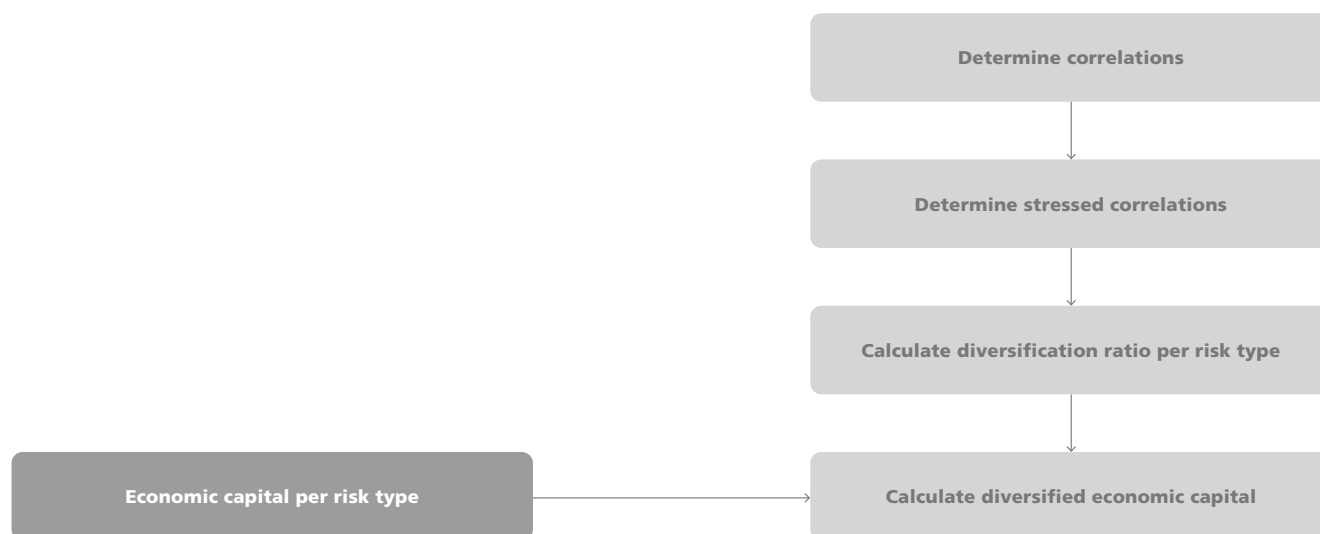 Determine correlations
Determine stressed correlations
Calculate diversification ratio per risk type
Economic capital per risk type
Calculate diversified economic capital